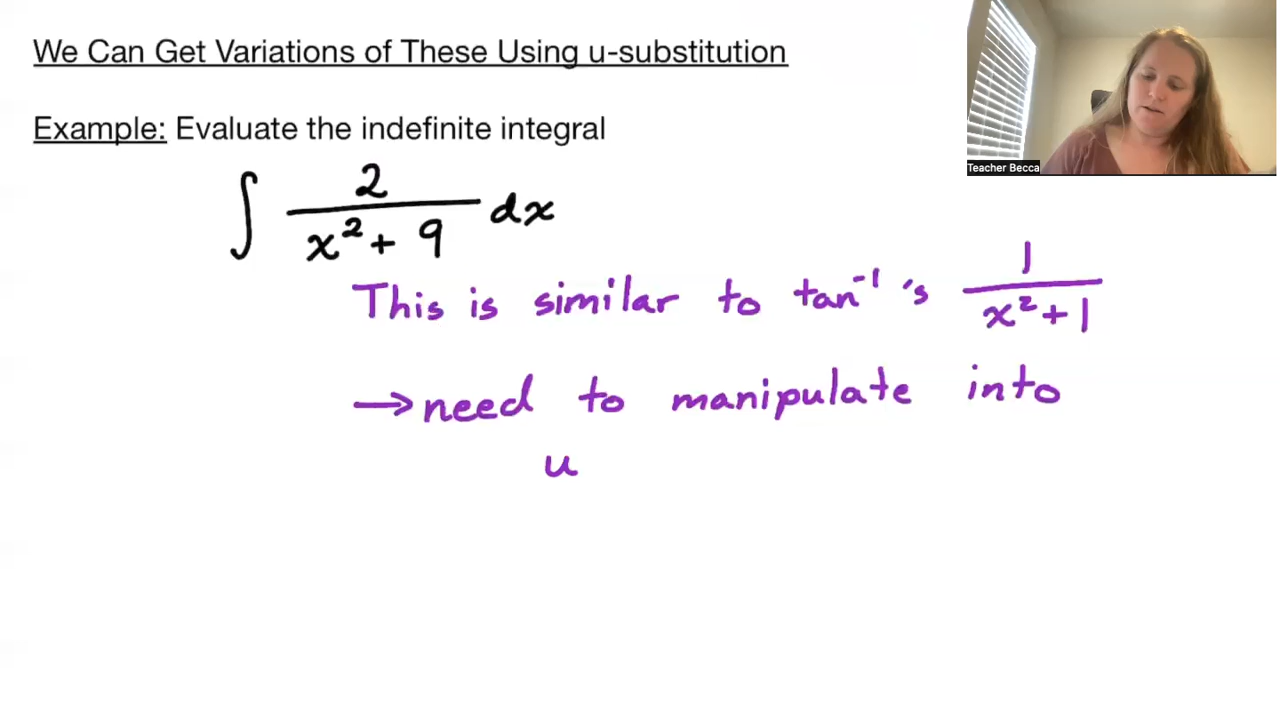 We Can Get Variations of These Using u-substitution
Example: Evaluate the indefinite integral
∫ 2/(x² + 9) dx
This is similar to tan⁻¹'s 1/(x² + 1)
→ need to manipulate into
u
Teacher Becca